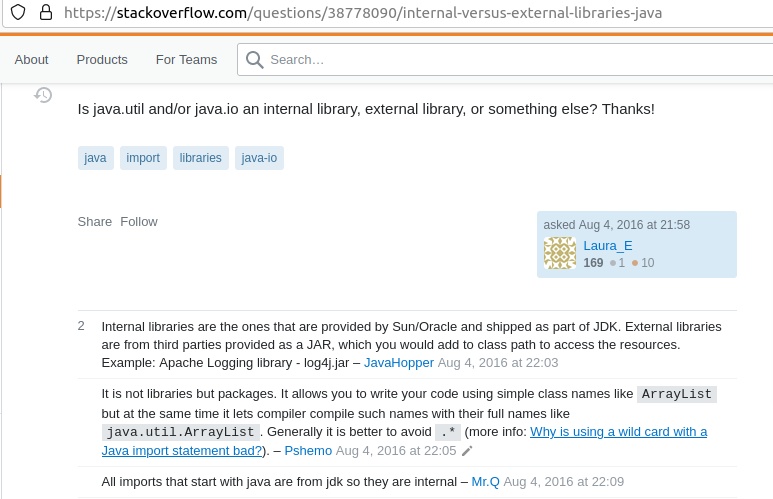 https://stackoverflow.com/questions/38778090/internal-versus-external-libraries-java
About Products For Teams Search…
Is java.util and/or java.io an internal library, external library, or something else? Thanks!
java import libraries java-io
Share Follow
asked Aug 4, 2016 at 21:58
Laura_E
169 1 10
2 Internal libraries are the ones that are provided by Sun/Oracle and shipped as part of JDK. External libraries
are from third parties provided as a JAR, which you would add to class path to access the resources.
Example: Apache Logging library - log4j.jar – JavaHopper Aug 4, 2016 at 22:03
It is not libraries but packages. It allows you to write your code using simple class names like ArrayList
but at the same time it lets compiler compile such names with their full names like
java.util.ArrayList. Generally it is better to avoid .* (more info: Why is using a wild card with a
Java import statement bad?). – Pshemo Aug 4, 2016 at 22:05
All imports that start with java are from jdk so they are internal – Mr.Q Aug 4, 2016 at 22:09